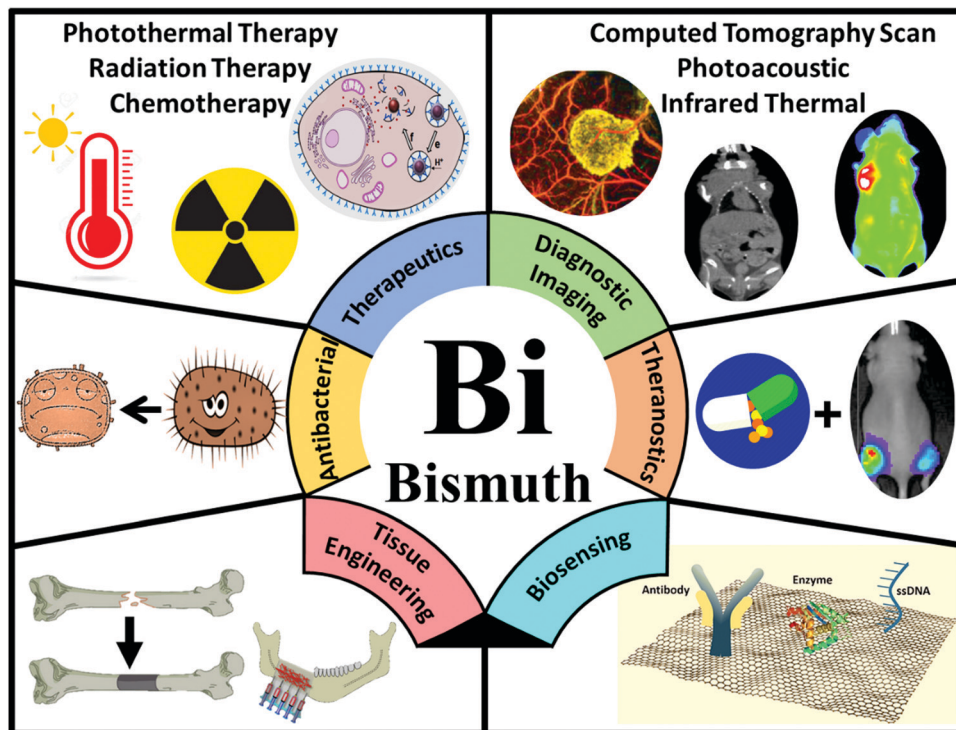 Photothermal Therapy
Radiation Therapy
Chemotherapy
Computed Tomography Scan
Photoacoustic
Infrared Thermal
f
e
H+
Therapeutics
Diagnostic
Imaging
Antibacterial
Theranostics
Bi
Bismuth
+
Tissue
Engineering
Biosensing
Antibody
Enzyme
ssDNA